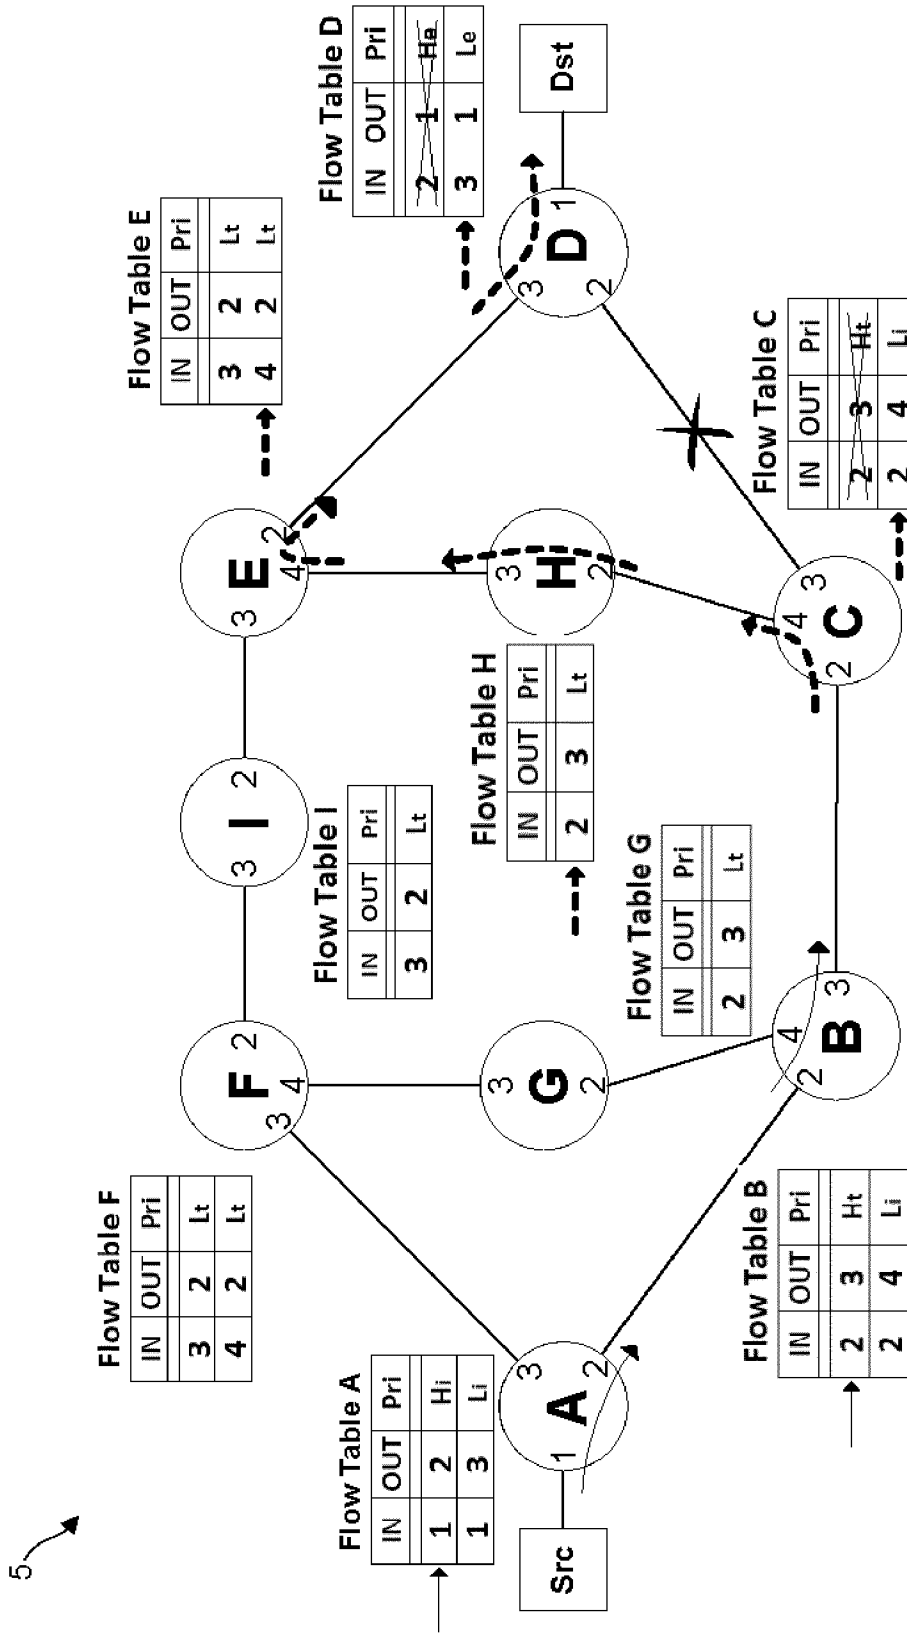 5
Flow Table F
IN OUT Pri
3 2 Lt
4 2 Lt
Flow Table E
IN OUT Pri
3 2 Lt
4 2 Lt
F
3
4
2
I
3
2
E
3
4
2
Flow Table A
IN OUT Pri
1 2 Hi
1 3 Li
Flow Table I
IN OUT Pri
3 2 Lt
Flow Table D
IN OUT Pri
2 1 He
3 1 Le
Src
A
1
3
2
G
3
2
Flow Table H
IN OUT Pri
2 3 Lt
H
3
2
D
3
2
1
Dst
Flow Table G
IN OUT Pri
2 3 Lt
Flow Table B
IN OUT Pri
2 3 Ht
2 4 Li
B
2
4
3
C
2
4
3
Flow Table C
IN OUT Pri
2 3 Ht
2 4 Li